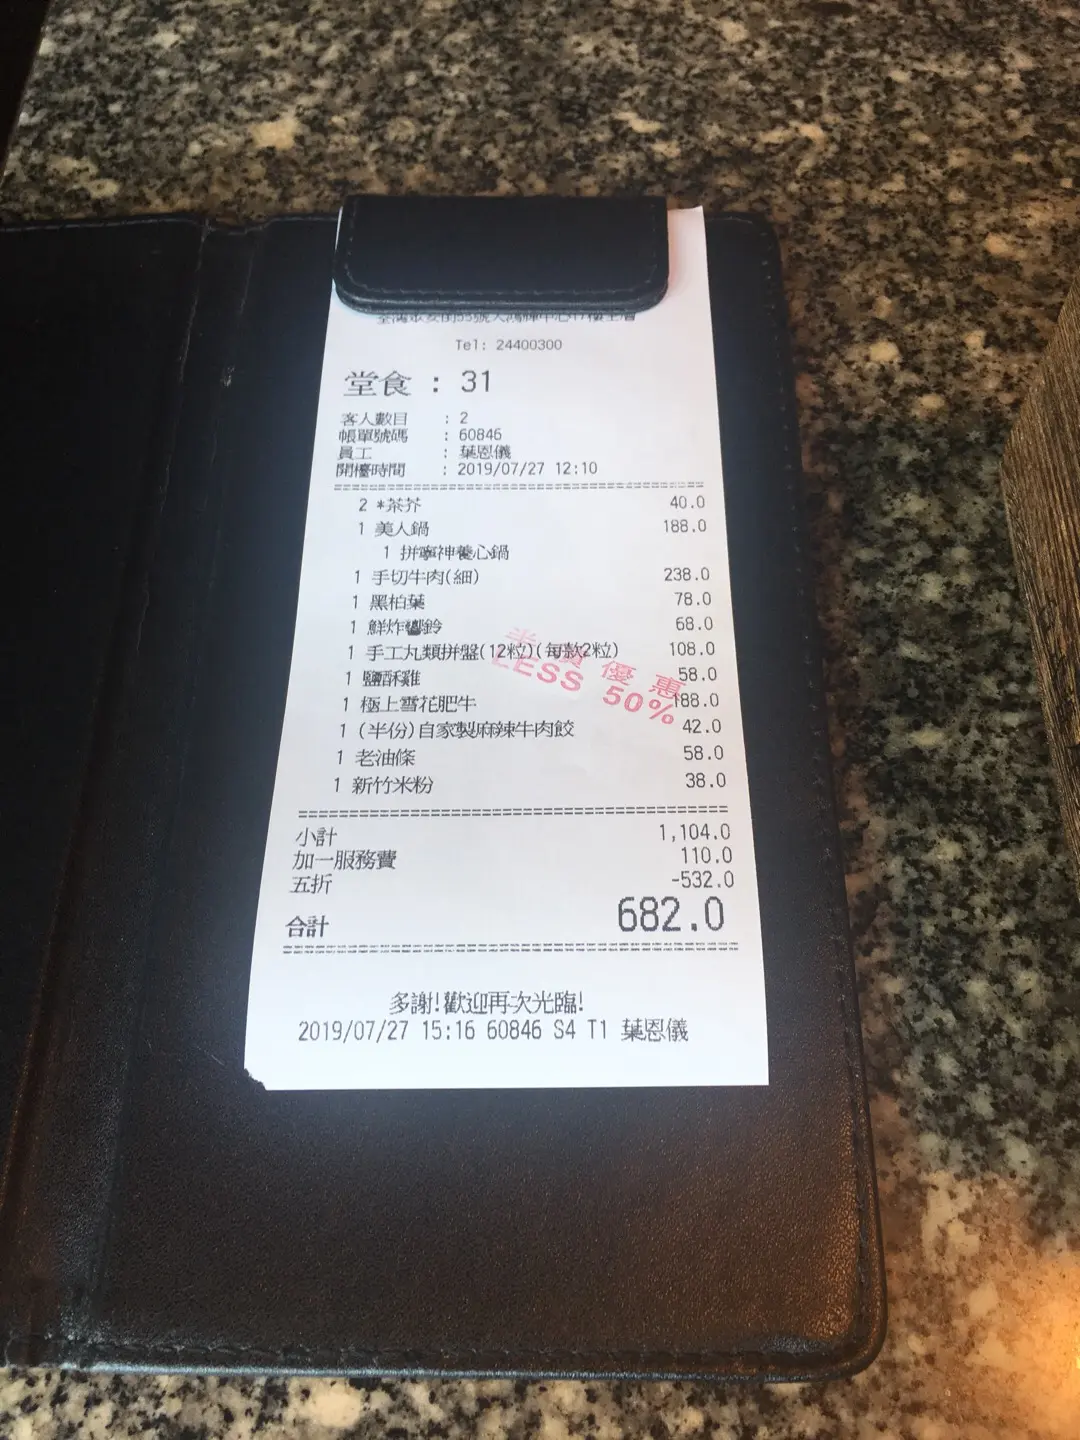 Tel: 24400300
堂食 : 31
客人數目 : 2
帳單號碼 : 60846
員工 : 葉恩儀
開檯時間 : 2019/07/27 12:10
2 *茶芥 40.0
1 美人鍋 188.0
1 拼寧神養心鍋
1 手切牛肉(細) 238.0
1 黑柏葉 78.0
1 鮮炸響鈴 68.0
1 手工丸類拼盤(12粒)(每款2粒) 108.0
1 鹽酥雞 58.0
1 極上雪花肥牛 188.0
1 (半份)自家製麻辣牛肉餃 42.0
1 老油條 58.0
1 新竹米粉 38.0
半價優惠
LESS 50%
小計 1,104.0
加一服務費 110.0
五折 -532.0
合計 682.0
多謝!歡迎再次光臨!
2019/07/27 15:16 60846 S4 T1 葉恩儀